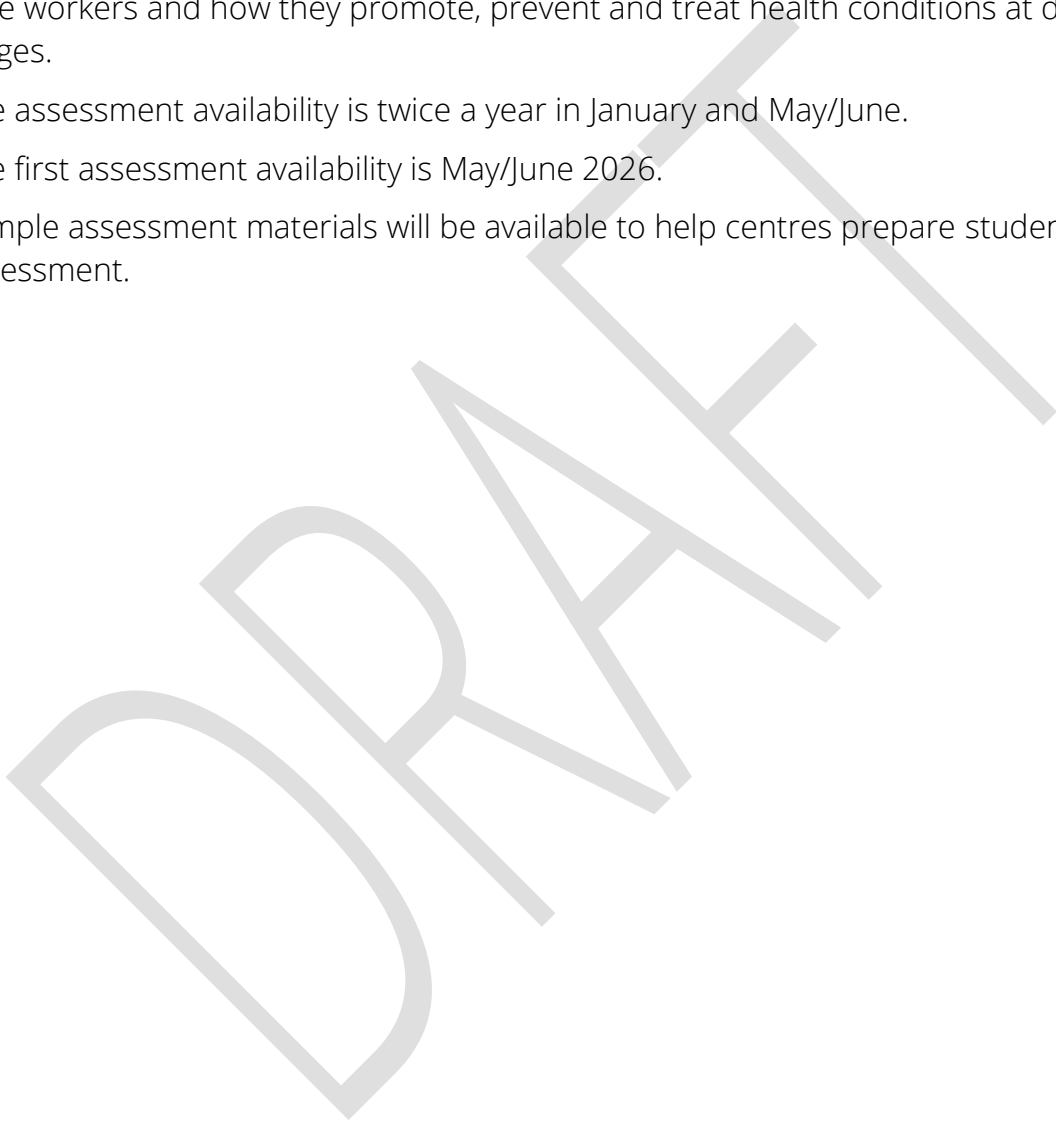 e workers and how they promote, prevent and treat health conditions at d
ges.
e assessment availability is twice a year in January and May/June.
e first assessment availability is May/June 2026.
mple assessment materials will be available to help centres prepare studen
essment.
DRAFT